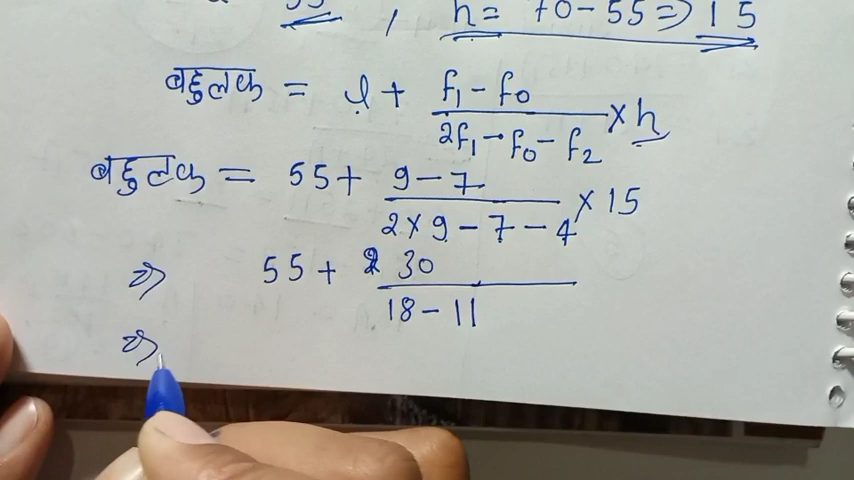 55 , h = 70 - 55 ⇒ 15
बहुलक = l + f₁ - f₀ / 2f₁ - f₀ - f₂ × h
बहुलक = 55 + 9 - 7 / 2 × 9 - 7 - 4 × 15
⇒ 55 + 30 / 18 - 11
⇒